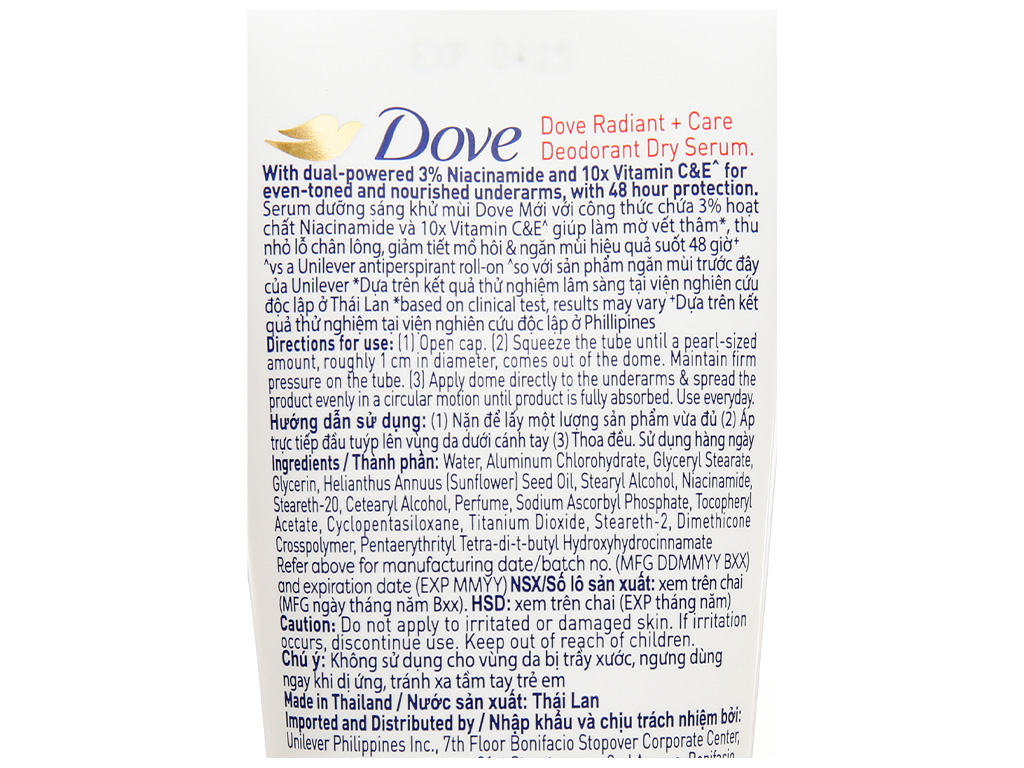 EXP 0425
Dove
Dove Radiant + Care
Deodorant Dry Serum.
With dual-powered 3% Niacinamide and 10x Vitamin C&E^ for
even-toned and nourished underarms, with 48 hour protection.
Serum dưỡng sáng khử mùi Dove Mới với công thức chứa 3% hoạt
chất Niacinamide và 10x Vitamin C&E^ giúp làm mờ vết thâm*, thu
nhỏ lỗ chân lông, giảm tiết mồ hôi & ngăn mùi hiệu quả suốt 48 giờ⁺
^vs a Unilever antiperspirant roll-on ^so với sản phẩm ngăn mùi trước đây
của Unilever *Dựa trên kết quả thử nghiệm lâm sàng tại viện nghiên cứu
độc lập ở Thái Lan *based on clinical test, results may vary ⁺Dựa trên kết
quả thử nghiệm tại viện nghiên cứu độc lập ở Phillipines
Directions for use: (1) Open cap. (2) Squeeze the tube until a pearl-sized
amount, roughly 1 cm in diameter, comes out of the dome. Maintain firm
pressure on the tube. (3) Apply dome directly to the underarms & spread the
product evenly in a circular motion until product is fully absorbed. Use everyday.
Hướng dẫn sử dụng: (1) Nặn để lấy một lượng sản phẩm vừa đủ (2) Áp
trực tiếp đầu tuýp lên vùng da dưới cánh tay (3) Thoa đều. Sử dụng hàng ngày
Ingredients / Thành phần: Water, Aluminum Chlorohydrate, Glyceryl Stearate,
Glycerin, Helianthus Annuus (Sunflower) Seed Oil, Stearyl Alcohol, Niacinamide,
Steareth-20, Cetearyl Alcohol, Perfume, Sodium Ascorbyl Phosphate, Tocopheryl
Acetate, Cyclopentasiloxane, Titanium Dioxide, Steareth-2, Dimethicone
Crosspolymer, Pentaerythrityl Tetra-di-t-butyl Hydroxyhydrocinnamate
Refer above for manufacturing date/batch no. (MFG DDMMYY BXX)
and expiration date (EXP MMYY) NSX/Số lô sản xuất: xem trên chai
(MFG ngày tháng năm Bxx). HSD: xem trên chai (EXP tháng năm)
Caution: Do not apply to irritated or damaged skin. If irritation
occurs, discontinue use. Keep out of reach of children.
Chú ý: Không sử dụng cho vùng da bị trầy xước, ngưng dùng
ngay khi dị ứng, tránh xa tầm tay trẻ em
Made in Thailand / Nước sản xuất: Thái Lan
Imported and Distributed by / Nhập khẩu và chịu trách nhiệm bởi:
Unilever Philippines Inc., 7th Floor Bonifacio Stopover Corporate Center,